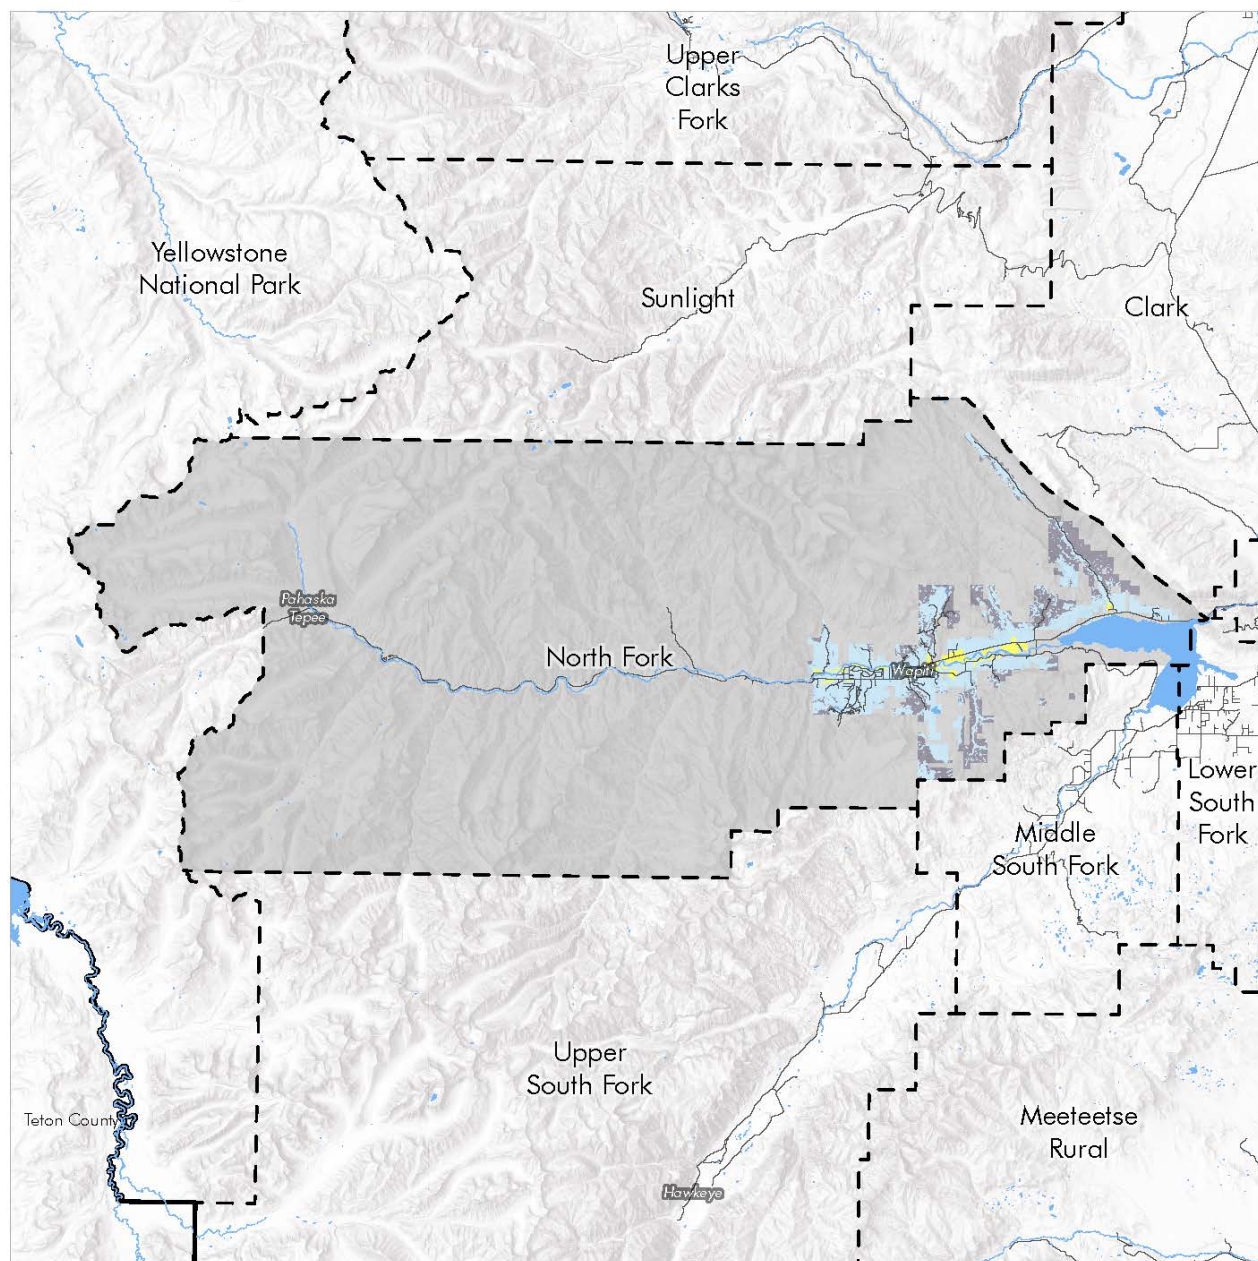 Upper
Clarks
Fork
Yellowstone
National Park
Sunlight
Clark
Pahaska
Tepee
North Fork
Wapiti
Lower
South
Fork
Middle
South Fork
Upper
South Fork
Teton County
Meeteetse
Rural
Hawkeye